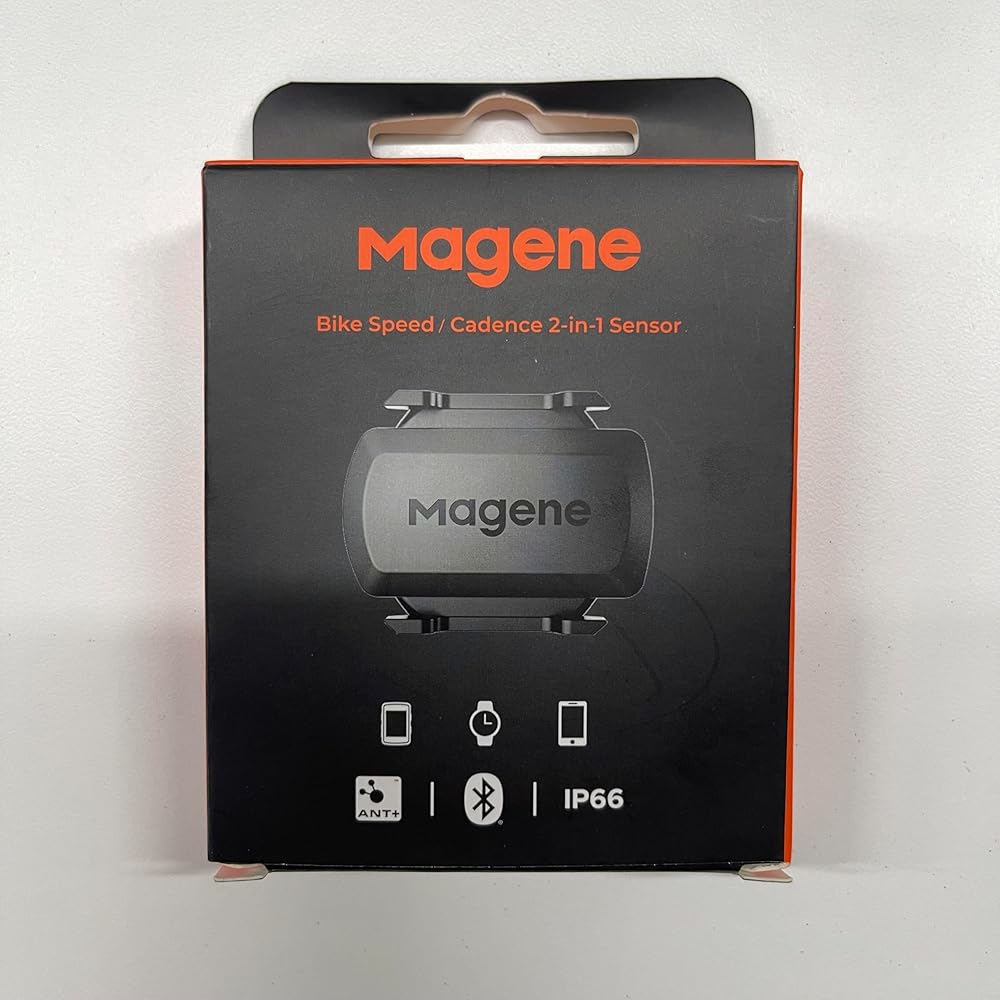 Magene
Bike Speed / Cadence 2-in-1 Sensor
Magene
ANT+ | | IP66